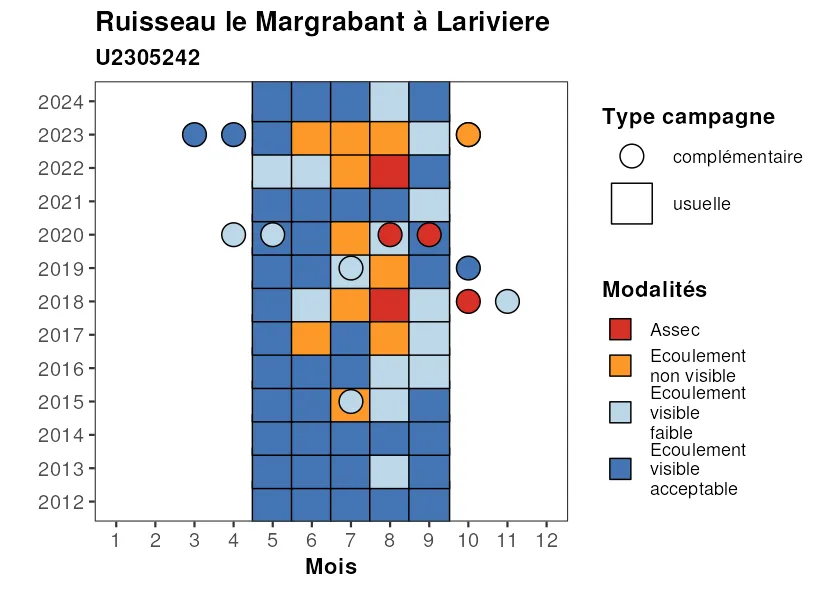 Ruisseau le Margrabant à Lariviere
U2305242
2024
2023
2022
2021
2020
2019
2018
2017
2016
2015
2014
2013
2012
1 2 3 4 5 6 7 8 9 10 11 12
Mois
Type campagne
complémentaire
usuelle
Modalités
Assec
Ecoulement
non visible
Ecoulement
visible
faible
Ecoulement
visible
acceptable